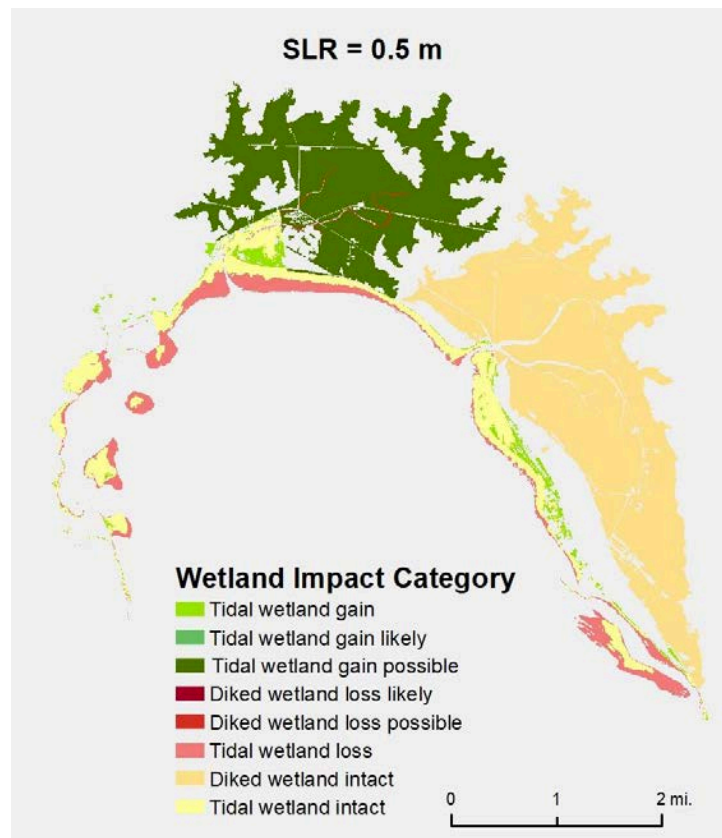 SLR = 0.5 m
Wetland Impact Category
Tidal wetland gain
Tidal wetland gain likely
Tidal wetland gain possible
Diked wetland loss likely
Diked wetland loss possible
Tidal wetland loss
Diked wetland intact
Tidal wetland intact
0 1 2 mi.